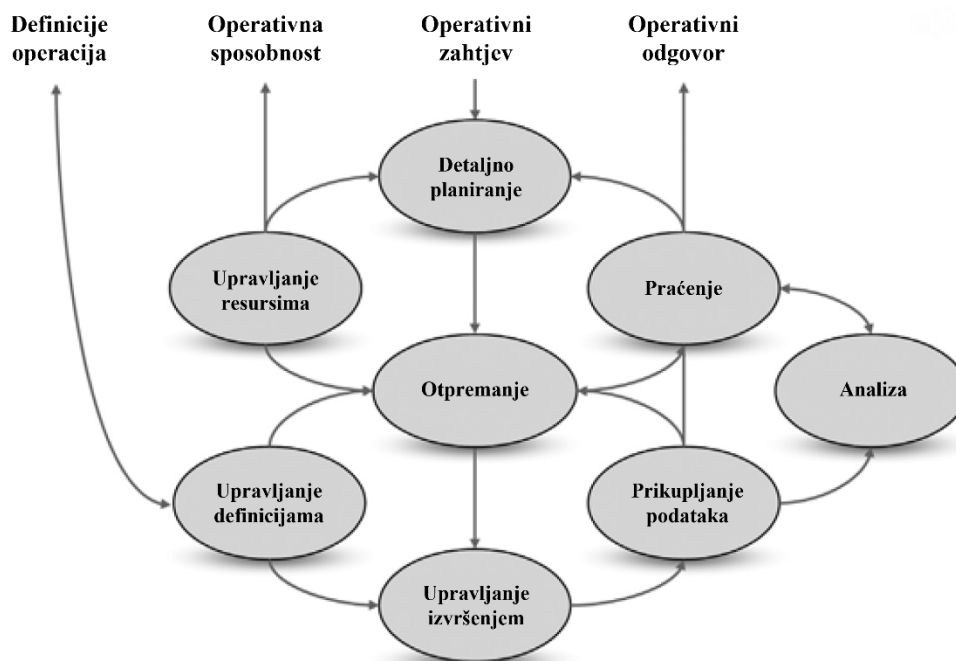 Definicije
operacija
Operativna
sposobnost
Operativni
zahtjev
Operativni
odgovor
Detaljno
planiranje
Upravljanje
resursima
Praćenje
Otpremanje
Analiza
Upravljanje
definicijama
Prikupljanje
podataka
Upravljanje
izvršenjem